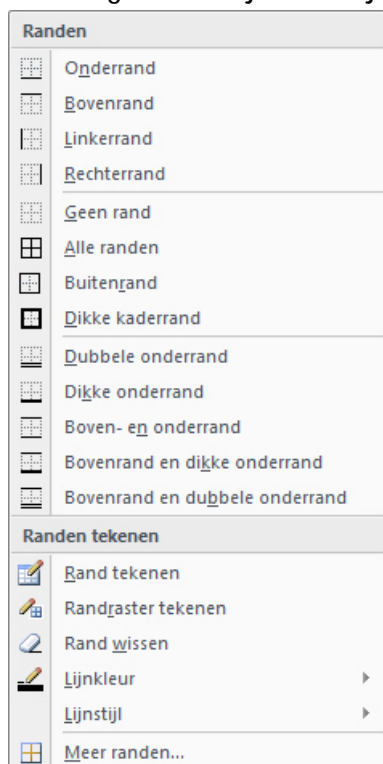 Randen
Onderrand
Bovenrand
Linkerrand
Rechterrand
Geen rand
Alle randen
Buitenrand
Dikke kaderrand
Dubbele onderrand
Dikke onderrand
Boven- en onderrand
Bovenrand en dikke onderrand
Bovenrand en dubbele onderrand
Randen tekenen
Rand tekenen
Randraster tekenen
Rand wissen
Lijnkleur
Lijnstijl
Meer randen...